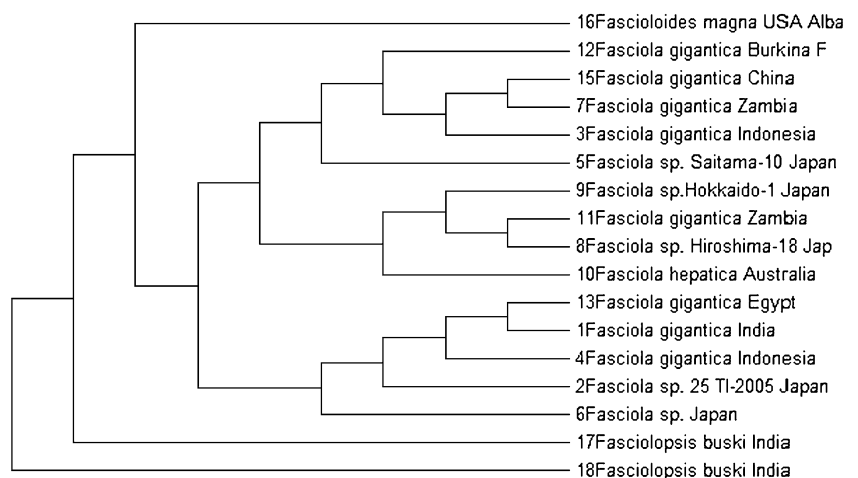 16Fascioloides magna USA Alba
12Fasciola gigantica Burkina F
15Fasciola gigantica China
7Fasciola gigantica Zambia
3Fasciola gigantica Indonesia
5Fasciola sp. Saitama-10 Japan
9Fasciola sp.Hokkaido-1 Japan
11Fasciola gigantica Zambia
8Fasciola sp. Hiroshima-18 Jap
10Fasciola hepatica Australia
13Fasciola gigantica Egypt
1Fasciola gigantica India
4Fasciola gigantica Indonesia
2Fasciola sp. 25 TI-2005 Japan
6Fasciola sp. Japan
17Fasciolopsis buski India
18Fasciolopsis buski India